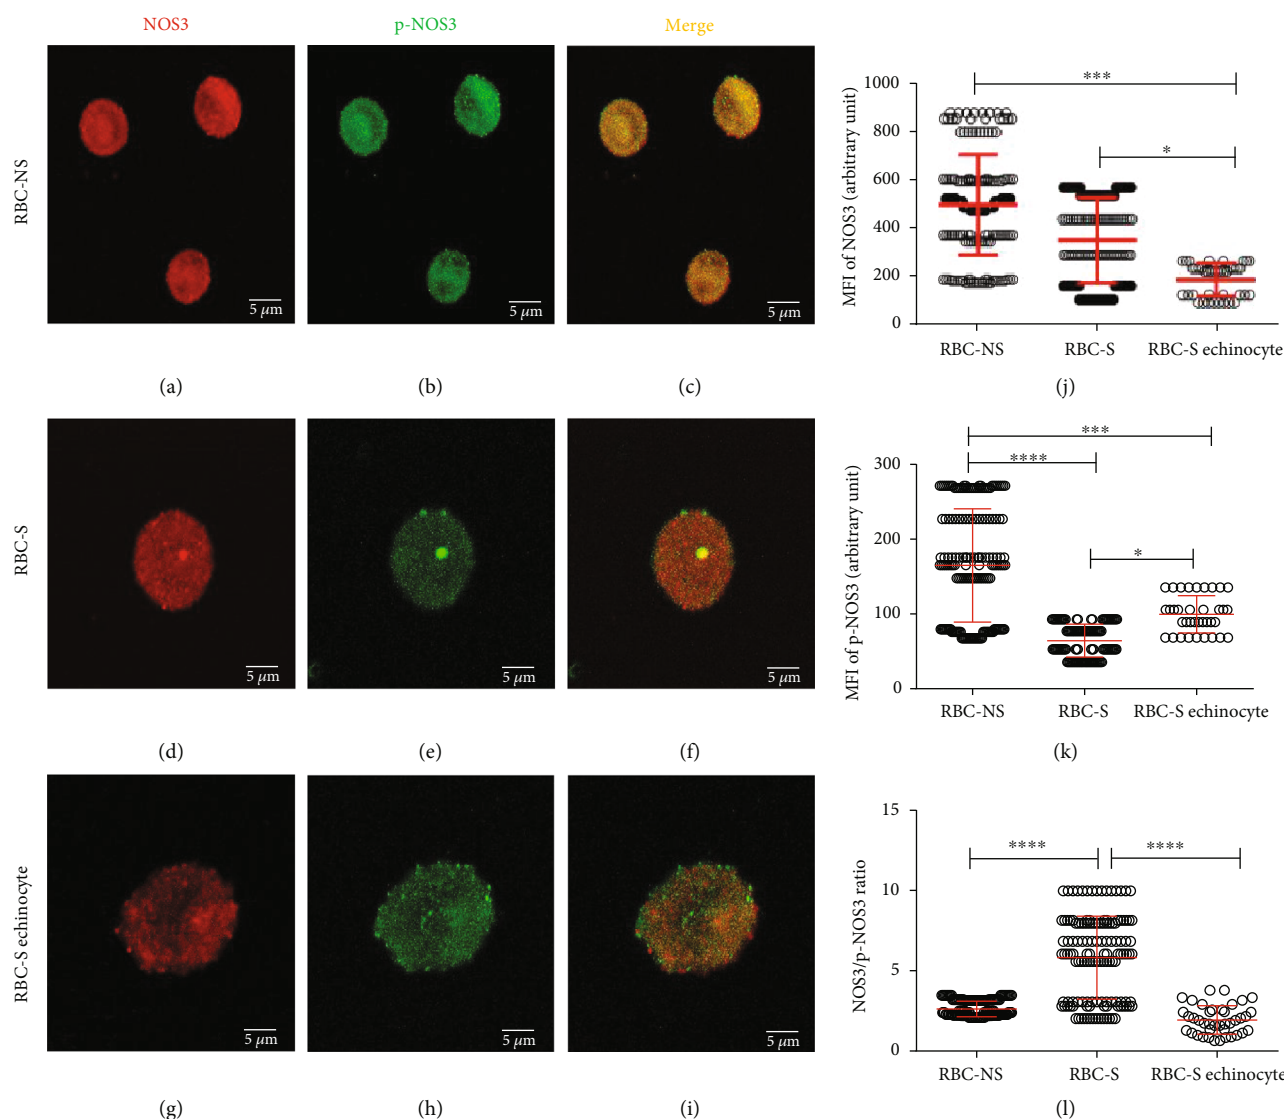 NOS3
p-NOS3
Merge
RBC-NS
5 µm
5 µm
5 µm
(a)
(b)
(c)
MFI of NOS3 (arbitrary unit)
1000
800
600
400
200
0
***
*
RBC-NS
RBC-S
RBC-S echinocyte
(j)
RBC-S
5 µm
5 µm
5 µm
(d)
(e)
(f)
MFI of p-NOS3 (arbitrary unit)
300
200
100
0
***
****
*
RBC-NS
RBC-S
RBC-S echinocyte
(k)
RBC-S echinocyte
5 µm
5 µm
5 µm
(g)
(h)
(i)
NOS3/p-NOS3 ratio
15
10
5
0
****
****
RBC-NS
RBC-S
RBC-S echinocyte
(l)